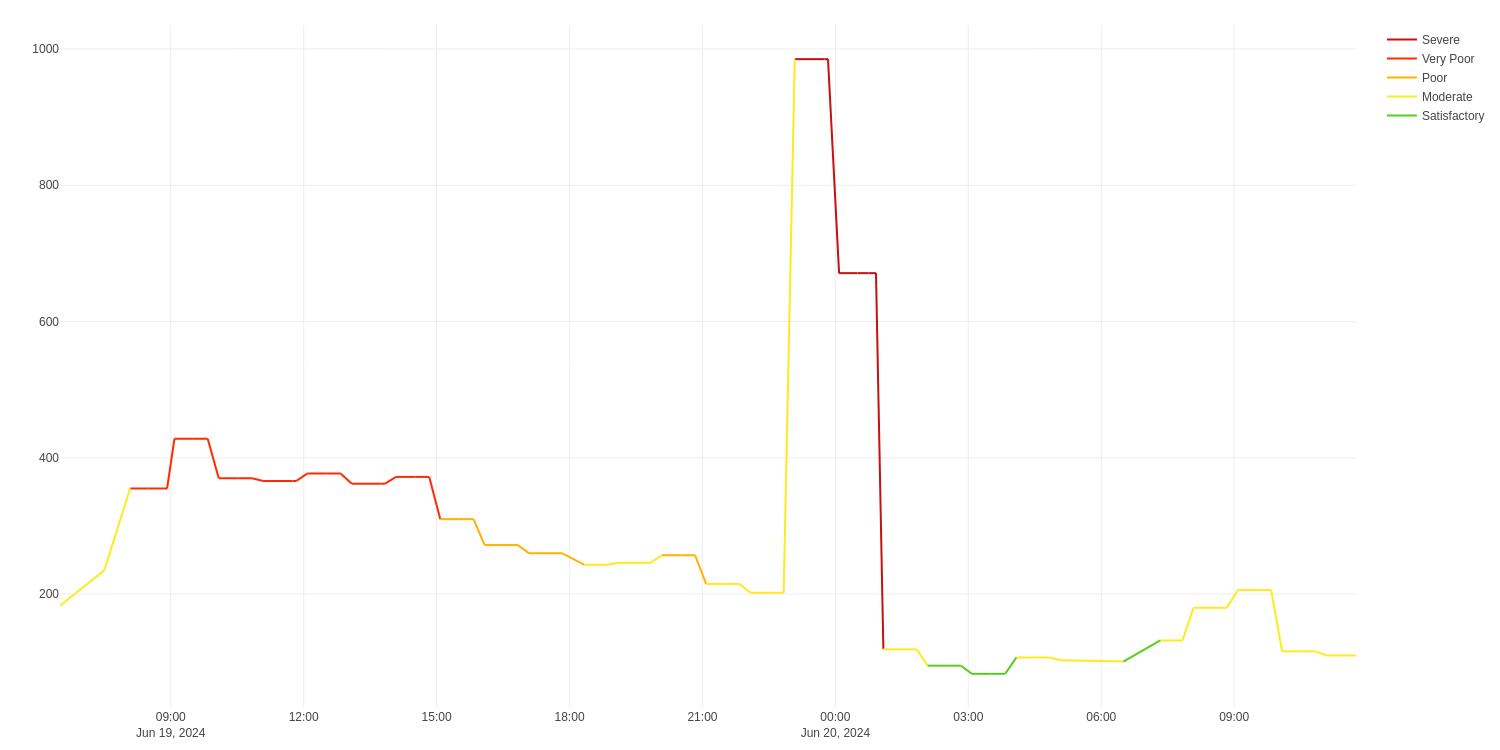 1000
800
600
400
200
09:00
Jun 19, 2024
12:00
15:00
18:00
21:00
00:00
Jun 20, 2024
03:00
06:00
09:00
Severe
Very Poor
Poor
Moderate
Satisfactory